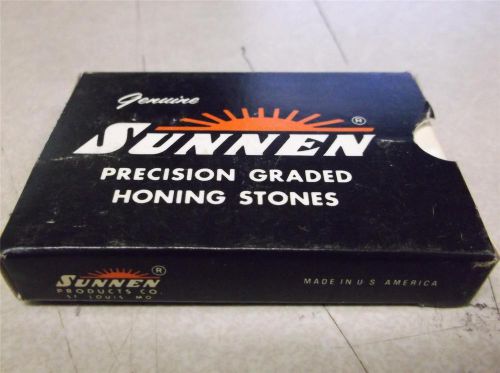 Genuine
SUNNEN®
PRECISION GRADED
HONING STONES
SUNNEN®
PRODUCTS CO.
ST. LOUIS MO.
MADE IN U S AMERICA